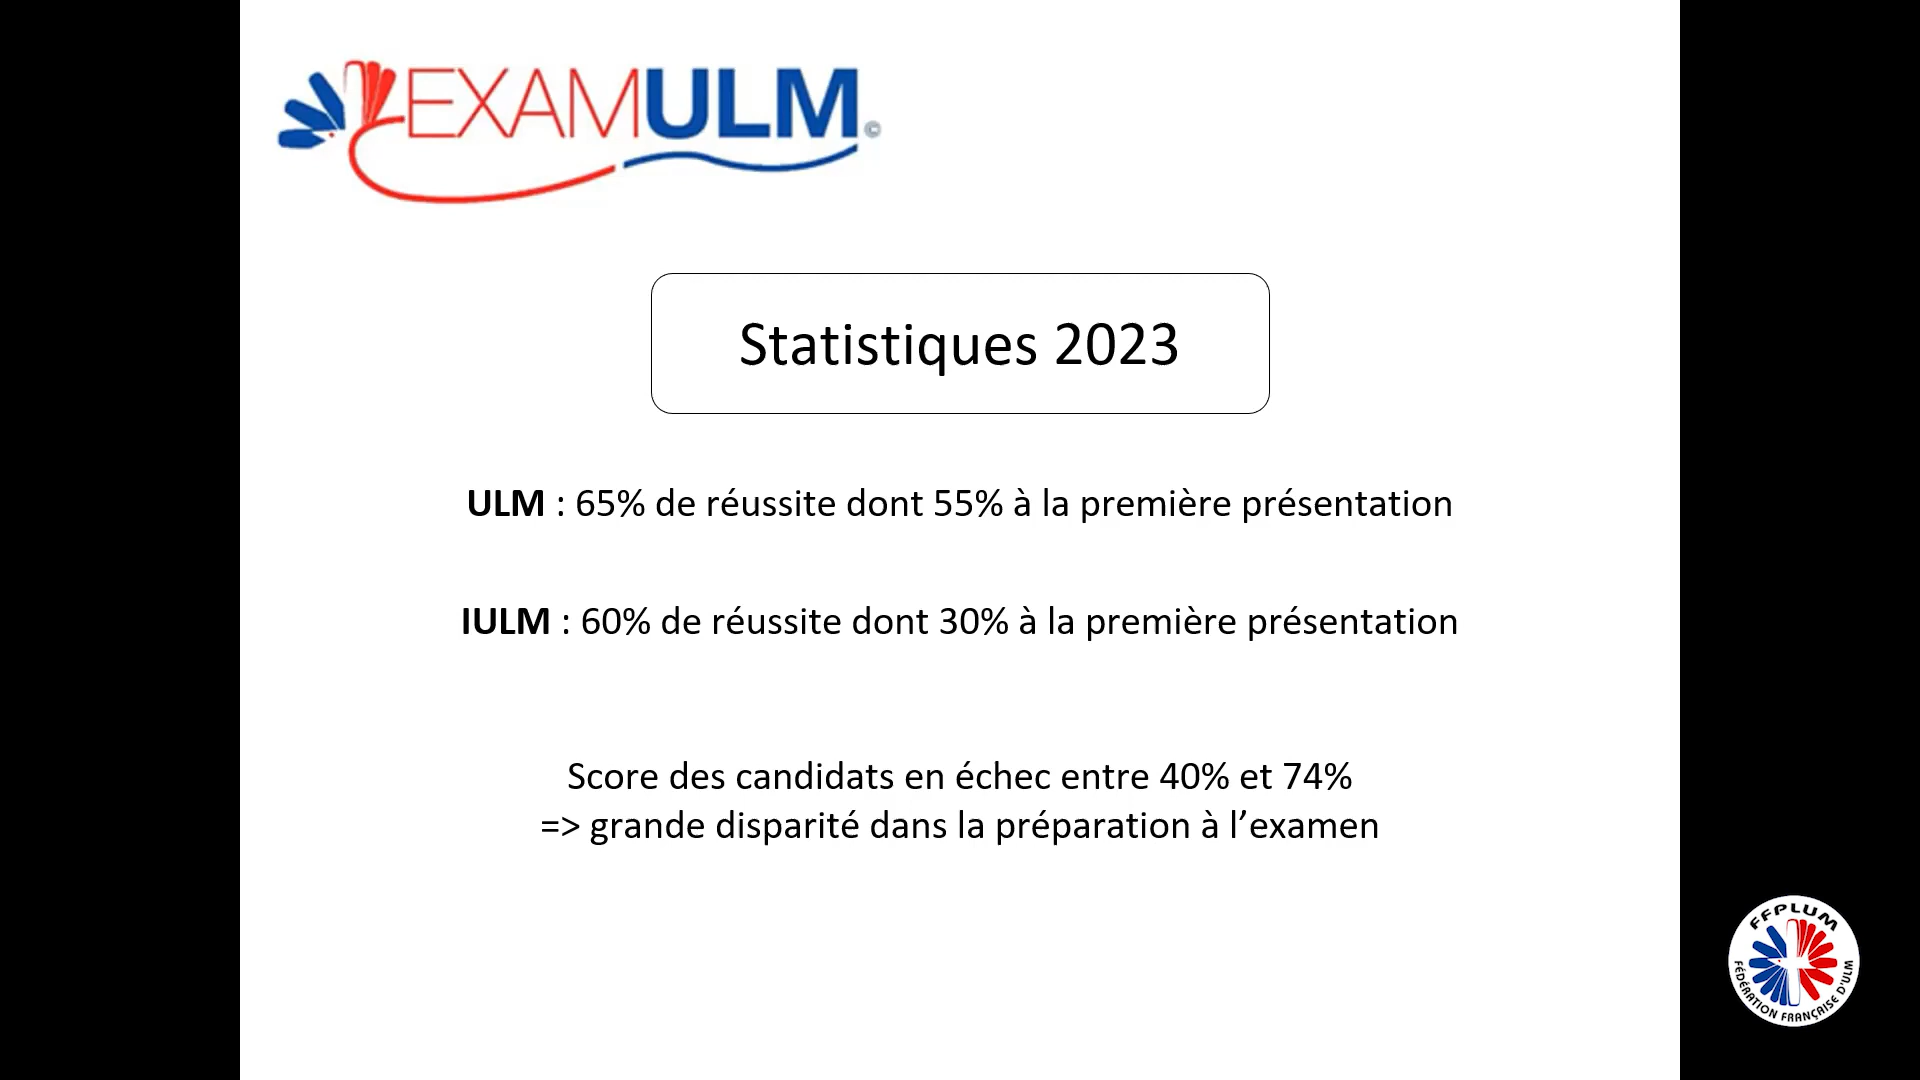 EXAMULM©
Statistiques 2023
ULM : 65% de réussite dont 55% à la première présentation
IULM : 60% de réussite dont 30% à la première présentation
Score des candidats en échec entre 40% et 74%
=> grande disparité dans la préparation à l’examen
FFPLUM
FÉDÉRATION FRANÇAISE D'ULM